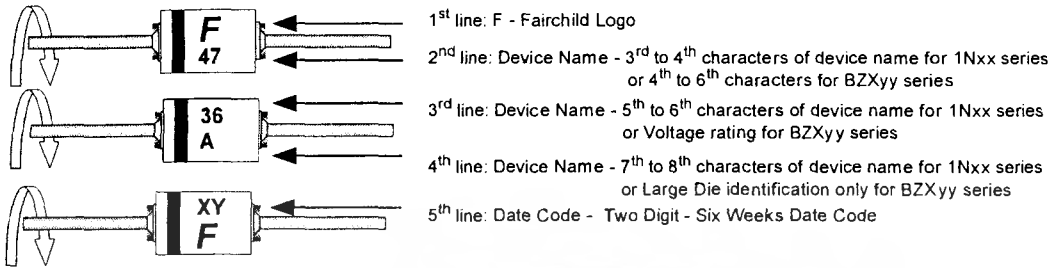 F
47
36
A
XY
F
1st line: F - Fairchild Logo
2nd line: Device Name - 3rd to 4th characters of device name for 1Nxx series
or 4th to 6th characters for BZXyy series
3rd line: Device Name - 5th to 6th characters of device name for 1Nxx series
or Voltage rating for BZXyy series
4th line: Device Name - 7th to 8th characters of device name for 1Nxx series
or Large Die identification only for BZXyy series
5th line: Date Code - Two Digit - Six Weeks Date Code